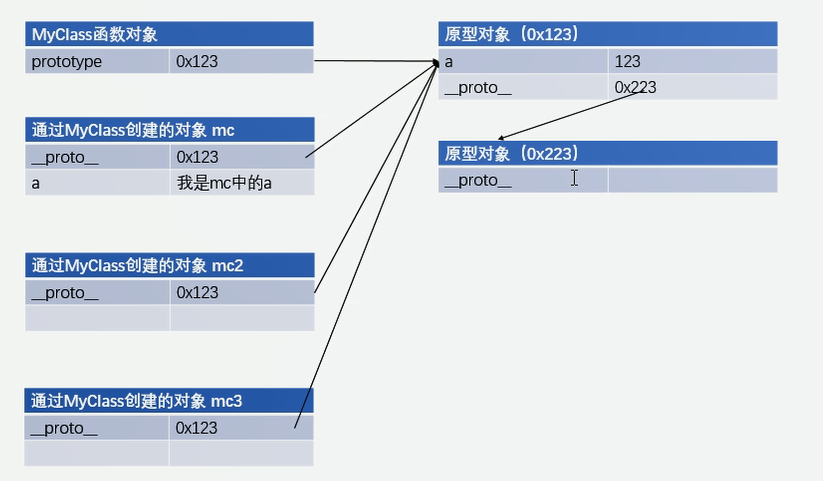 MyClass函数对象
prototype 0x123
通过MyClass创建的对象 mc
__proto__ 0x123
a 我是mc中的a
通过MyClass创建的对象 mc2
__proto__ 0x123
通过MyClass创建的对象 mc3
__proto__ 0x123
原型对象（0x123）
a 123
__proto__ 0x223
原型对象（0x223）
__proto__